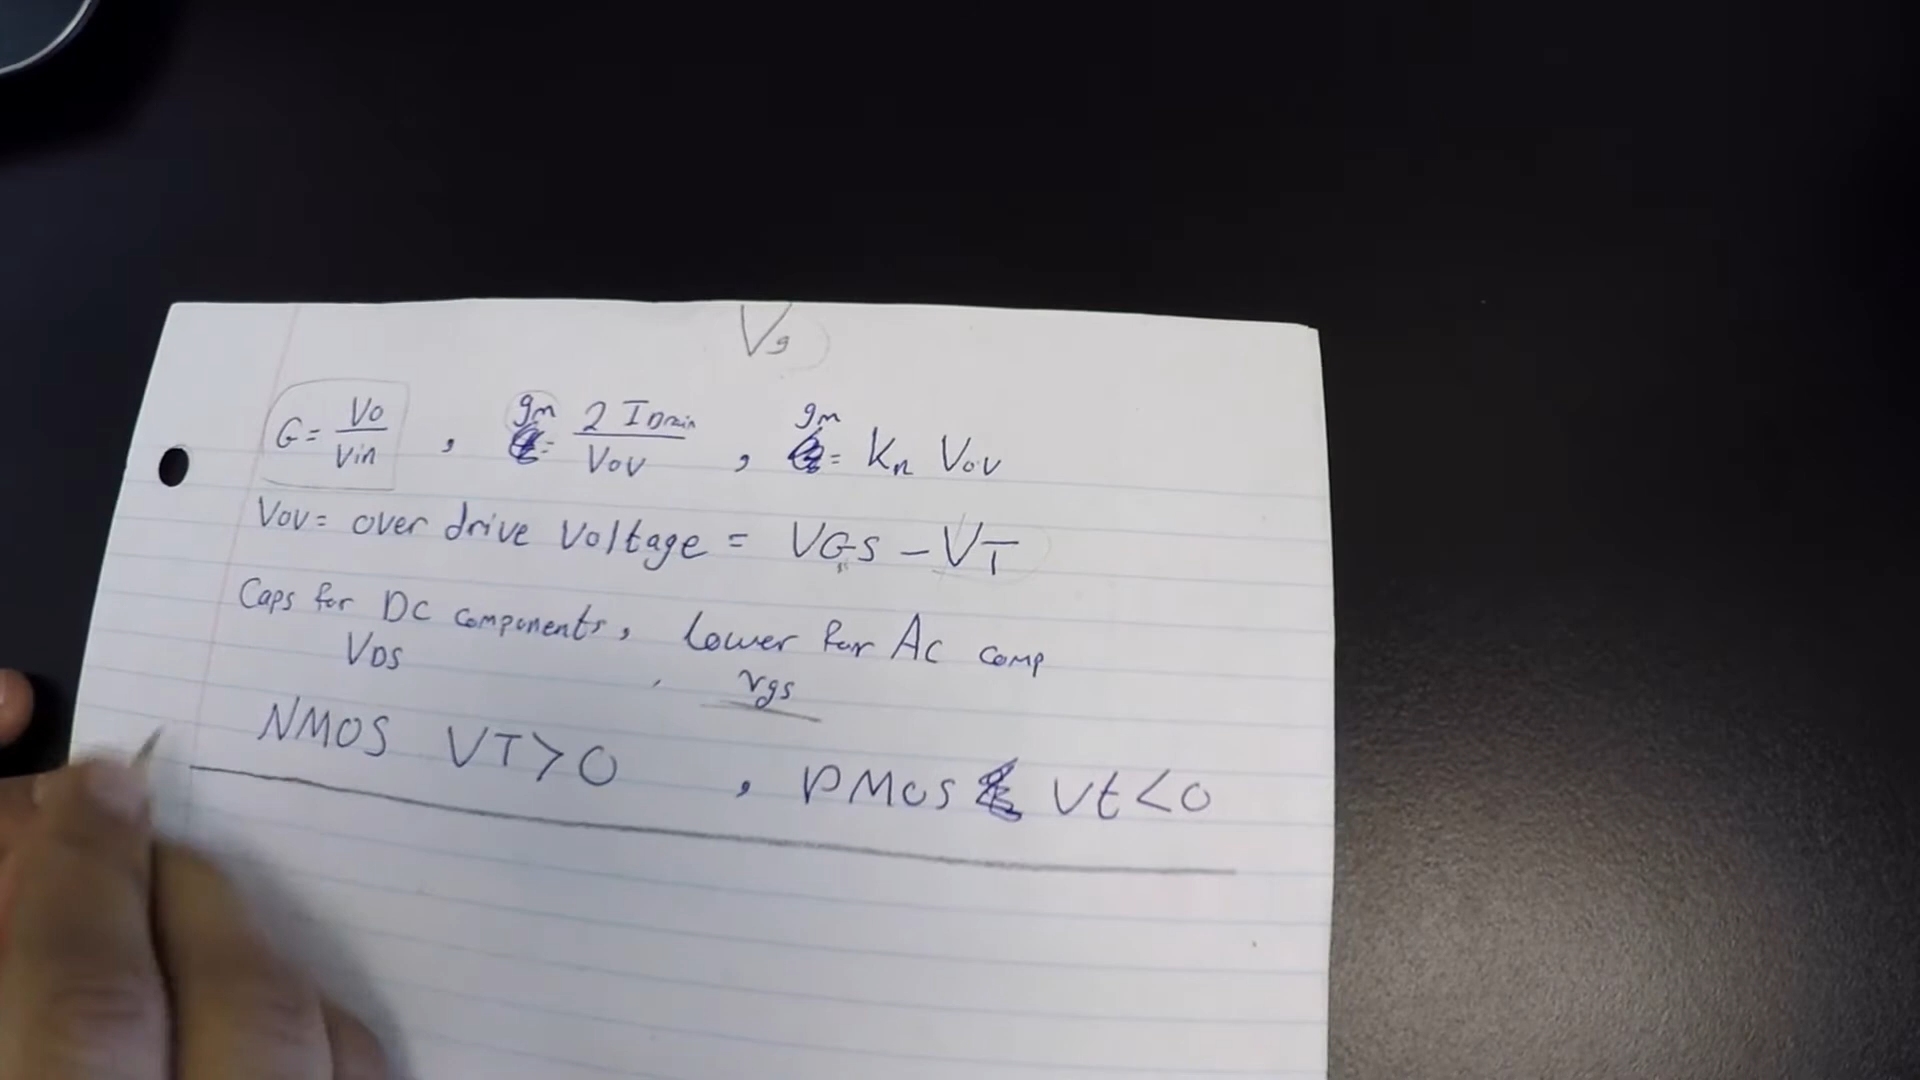 Vg
G = Vo / Vin , gm = 2 IDrain / Vov , gm = Kn Vov
Vov = over drive Voltage = VGS - VT
Caps for DC components, Lower for AC comp
VDS vgs
NMOS VT>0 , PMOS Vt<0